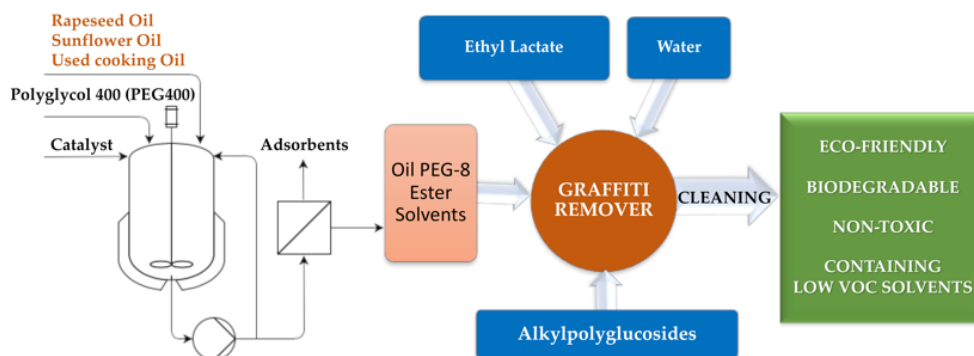 Rapeseed Oil
Sunflower Oil
Used cooking Oil
Polyglycol 400 (PEG400)
Catalyst
Adsorbents
Oil PEG-8
Ester
Solvents
Ethyl Lactate
Water
GRAFFITI
REMOVER
CLEANING
Alkylpolyglucosides
ECO-FRIENDLY
BIODEGRADABLE
NON-TOXIC
CONTAINING
LOW VOC SOLVENTS